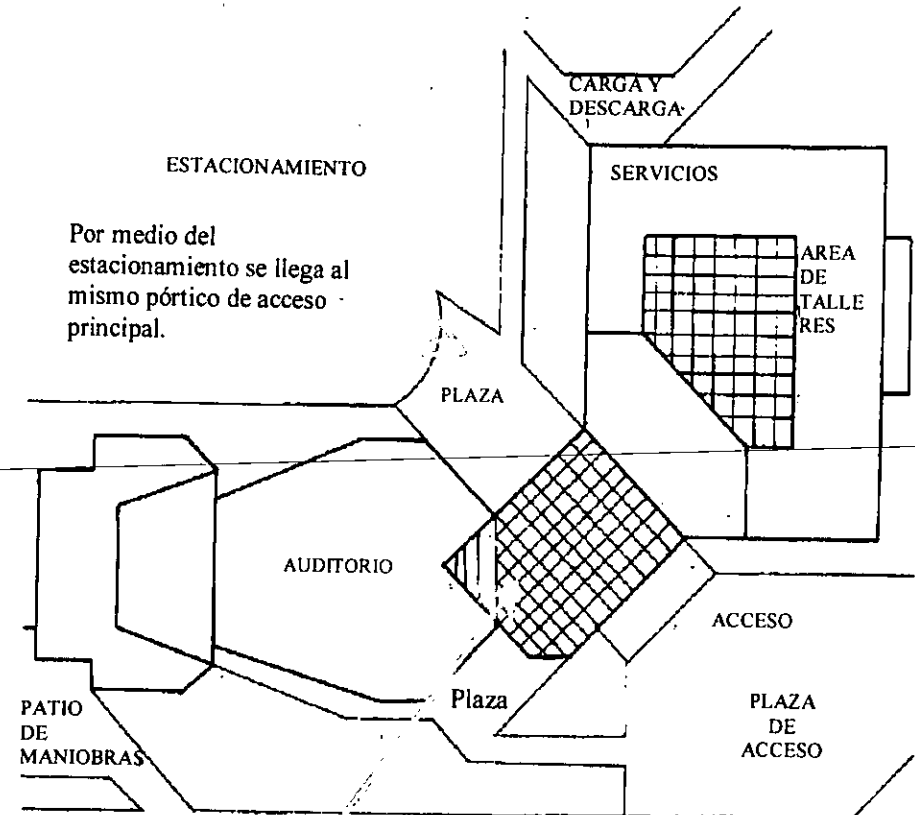 CARGA Y
DESCARGA
ESTACIONAMIENTO
SERVICIOS
Por medio del
estacionamiento se llega al
mismo pórtico de acceso
principal.
AREA
DE
TALLE
RES
PLAZA
AUDITORIO
ACCESO
Plaza
PLAZA
DE
ACCESO
PATIO
DE
MANIOBRAS